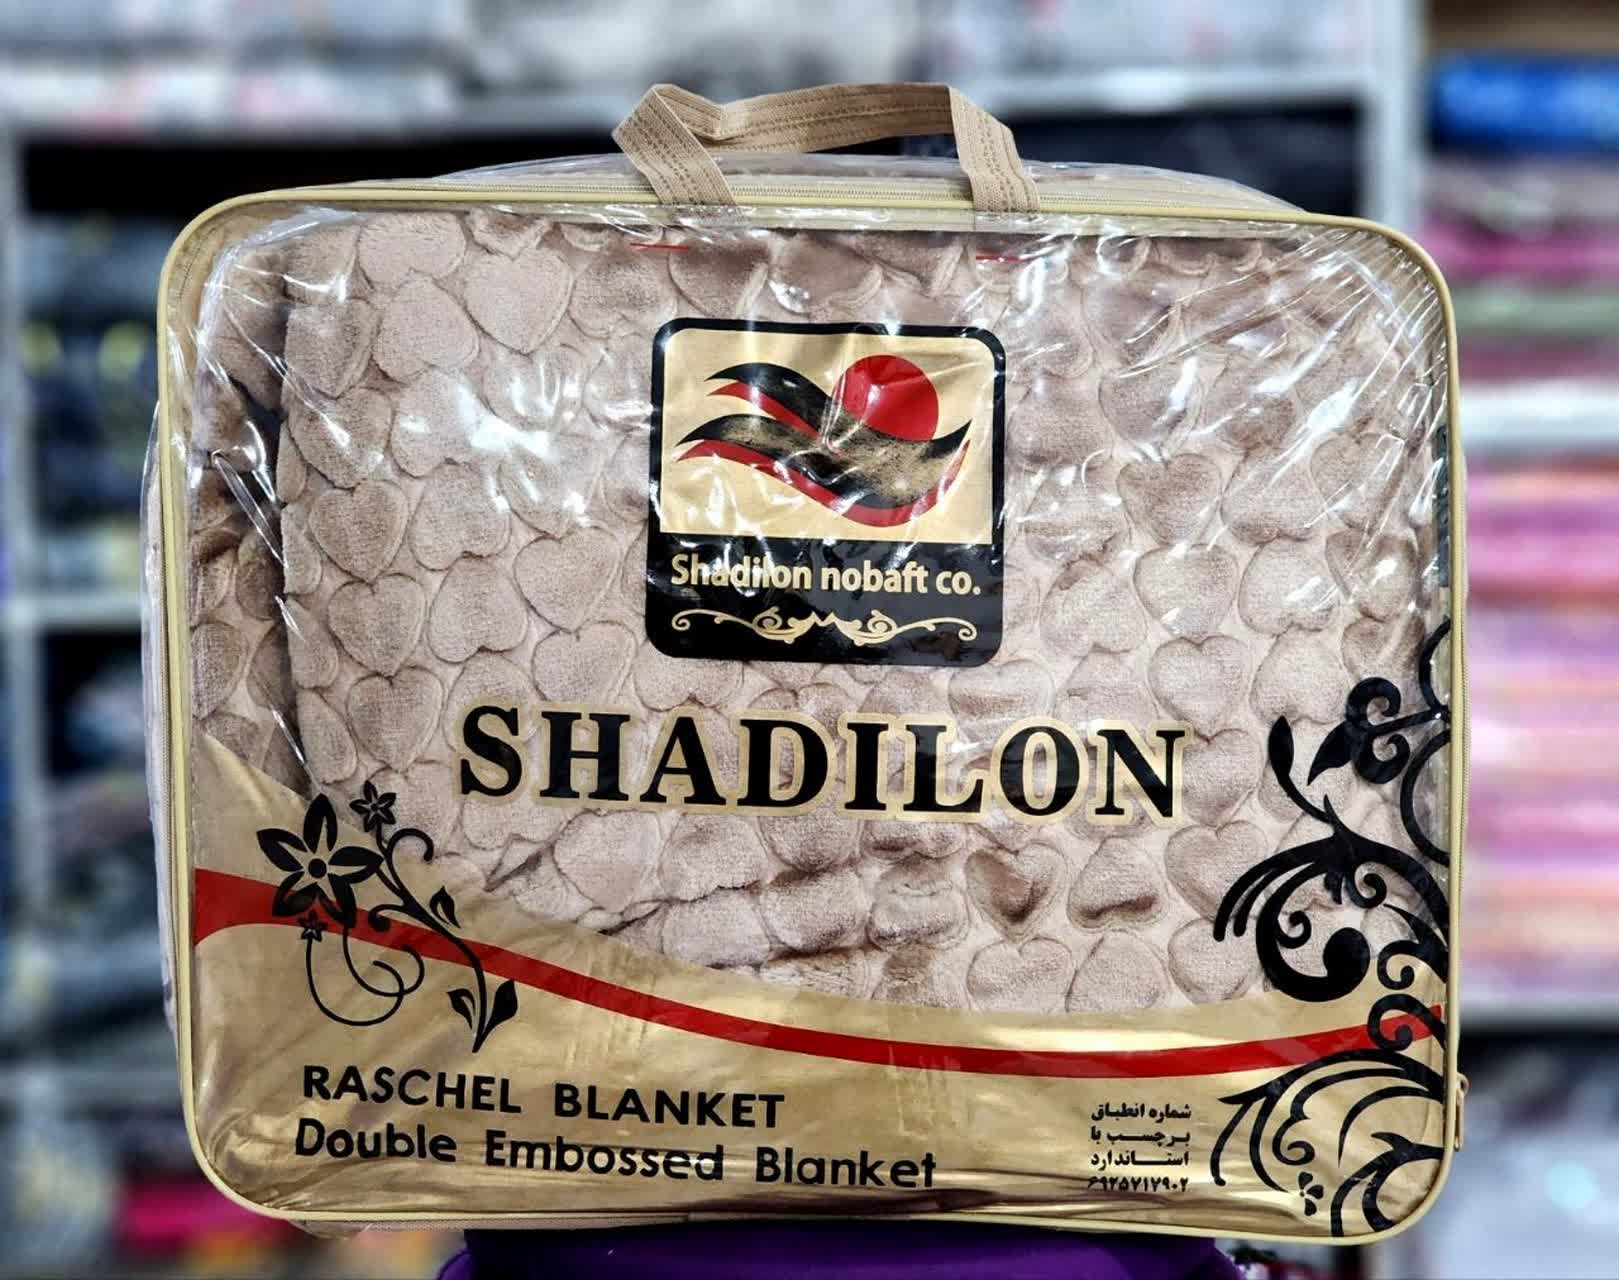 Shadilon nobaft co.
SHADILON
RASCHEL BLANKET
Double Embossed Blanket
شماره انطباق
برچسب با
استاندارد
۶۹۲۵۷۱۷۹۰۲